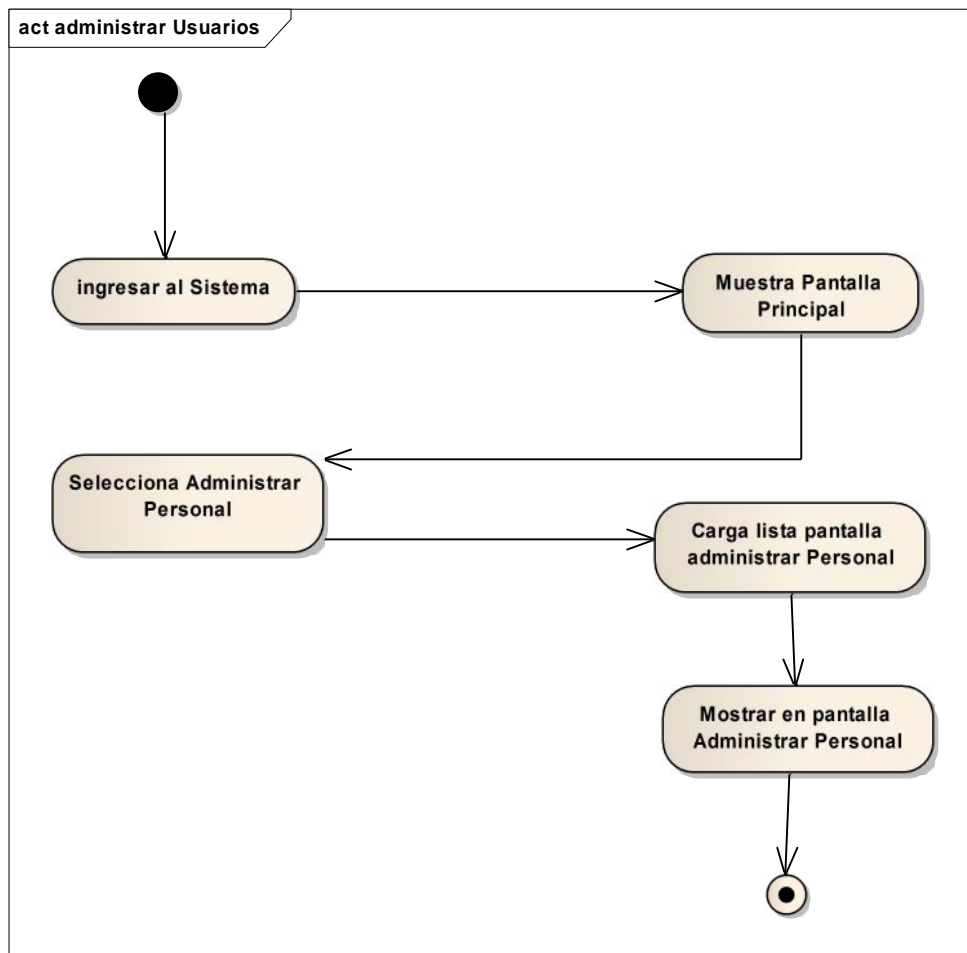 act administrar Usuarios
ingresar al Sistema
Muestra Pantalla
Principal
Selecciona Administrar
Personal
Carga lista pantalla
administrar Personal
Mostrar en pantalla
Administrar Personal